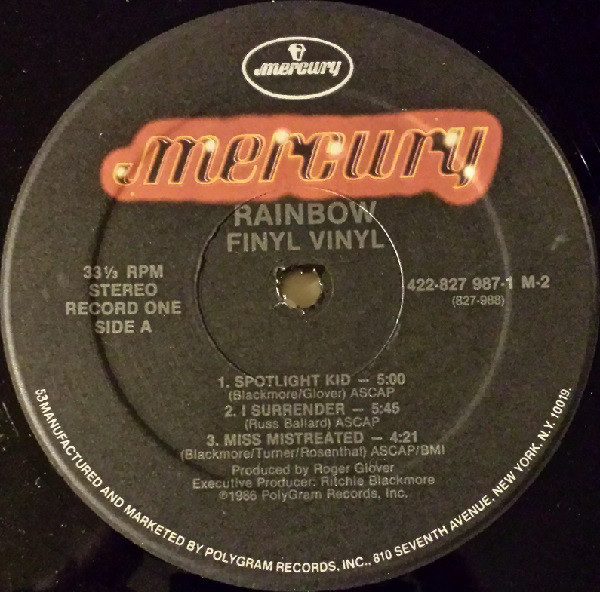 mercury
mercury
RAINBOW
FINYL VINYL
33⅓ RPM
STEREO
RECORD ONE
SIDE A
422-827 987-1 M-2
(827-988)
1. SPOTLIGHT KID — 5:00
(Blackmore/Glover) ASCAP
2. I SURRENDER — 5:45
(Russ Ballard) ASCAP
3. MISS MISTREATED — 4:21
(Blackmore/Turner/Rosenthal) ASCAP/BMI
Produced by Roger Glover
Executive Producer: Ritchie Blackmore
℗1986 PolyGram Records, Inc.
53 MANUFACTURED AND MARKETED BY POLYGRAM RECORDS, INC., 810 SEVENTH AVENUE, NEW YORK, N.Y. 10019.